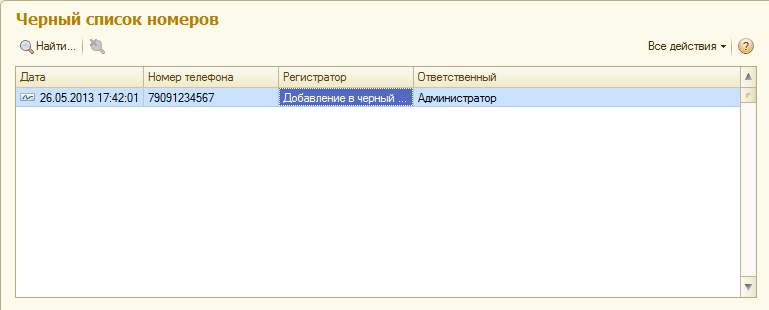 Черный список номеров
Найти... Все действия ?
Дата Номер телефона Регистратор Ответственный
26.05.2013 17:42:01 79091234567 Добавление в черный ... Администратор